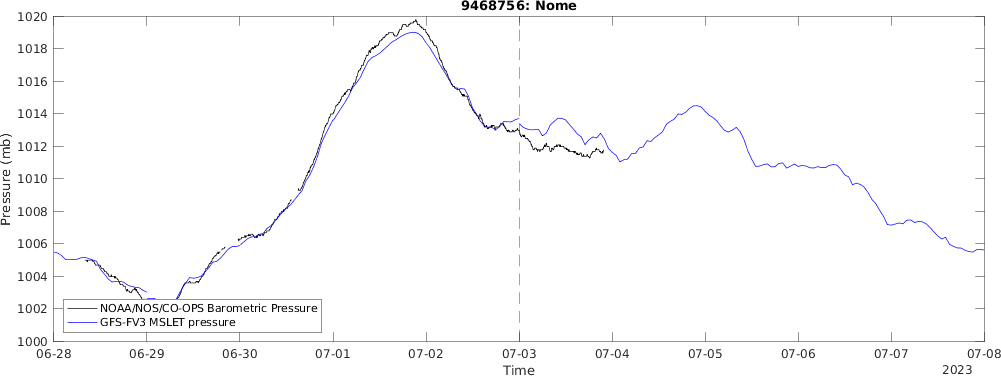 9468756: Nome
1020
1018
1016
1014
1012
1010
1008
1006
1004
1002
1000
Pressure (mb)
NOAA/NOS/CO-OPS Barometric Pressure
GFS-FV3 MSLET pressure
06-28 06-29 06-30 07-01 07-02 07-03 07-04 07-05 07-06 07-07 07-08
Time
2023